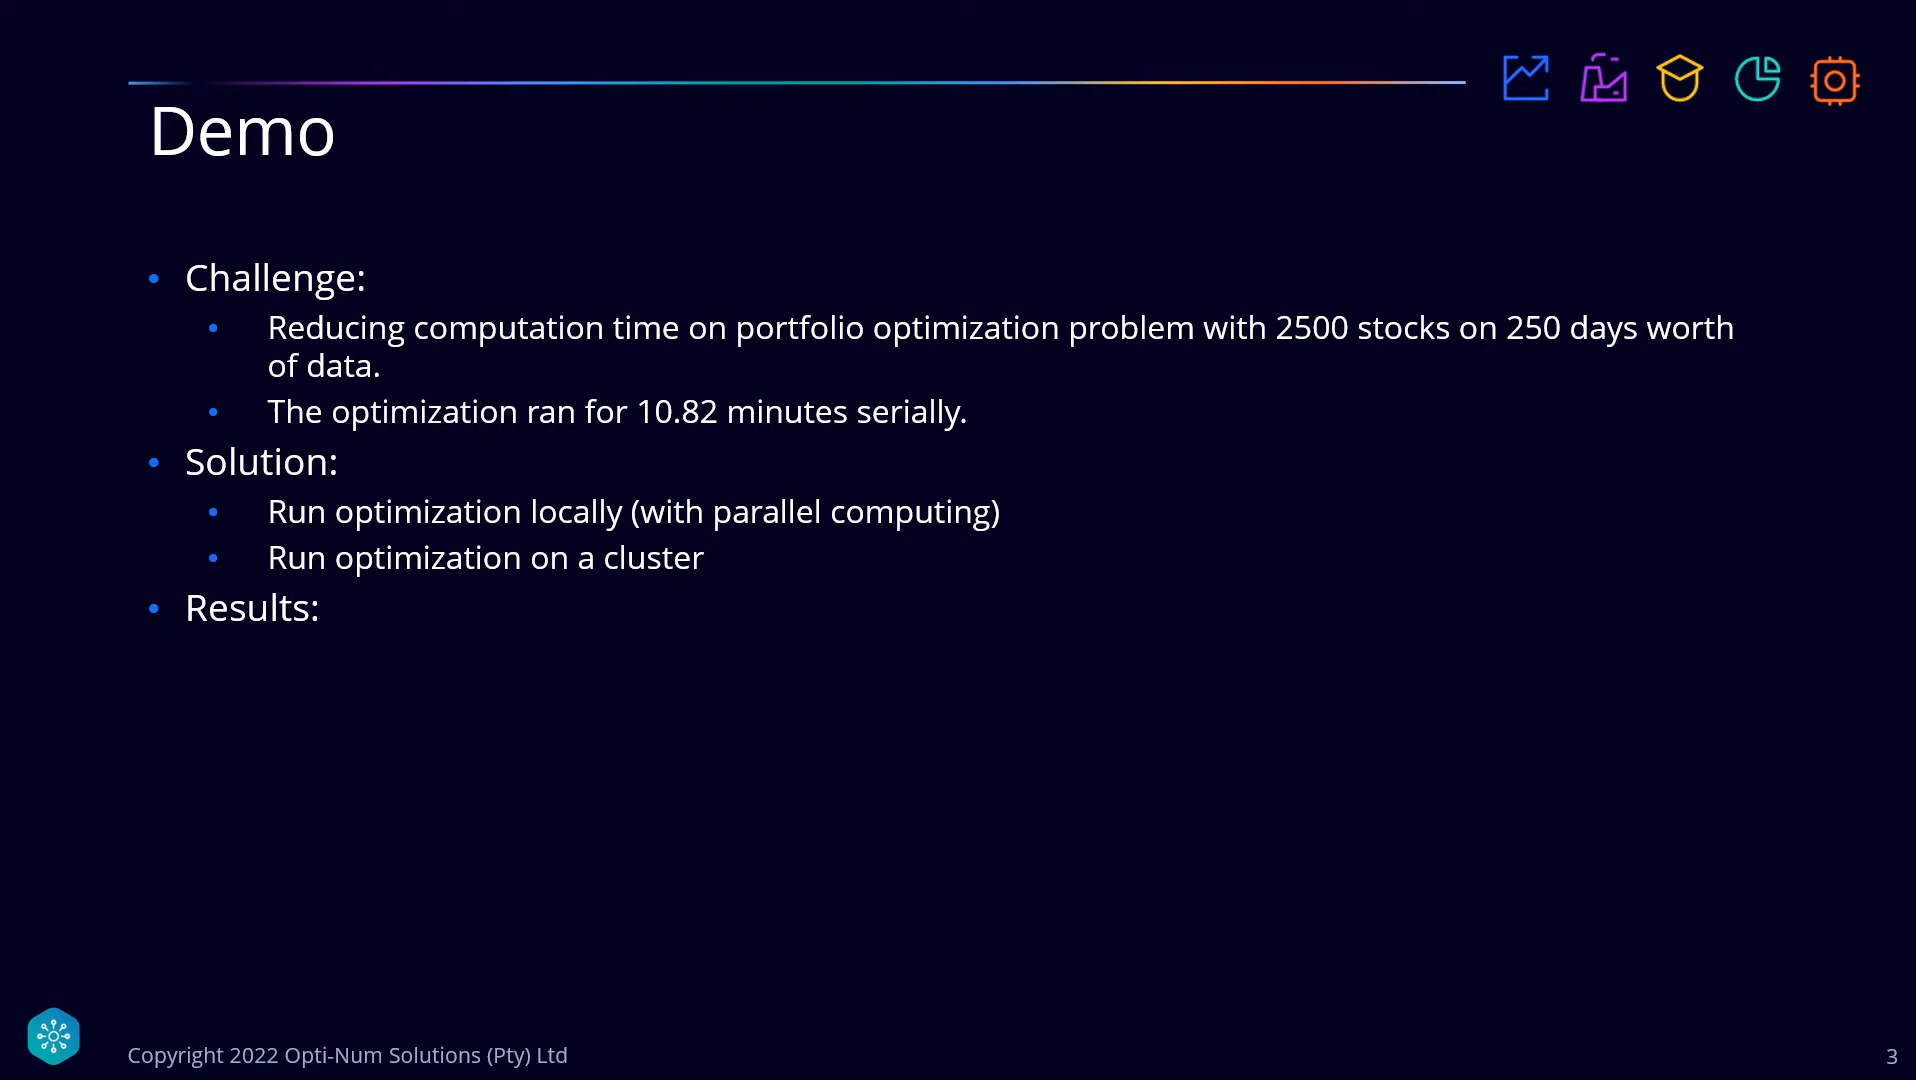 Demo
• Challenge:
• Reducing computation time on portfolio optimization problem with 2500 stocks on 250 days worth
of data.
• The optimization ran for 10.82 minutes serially.
• Solution:
• Run optimization locally (with parallel computing)
• Run optimization on a cluster
• Results:
Copyright 2022 Opti-Num Solutions (Pty) Ltd
3